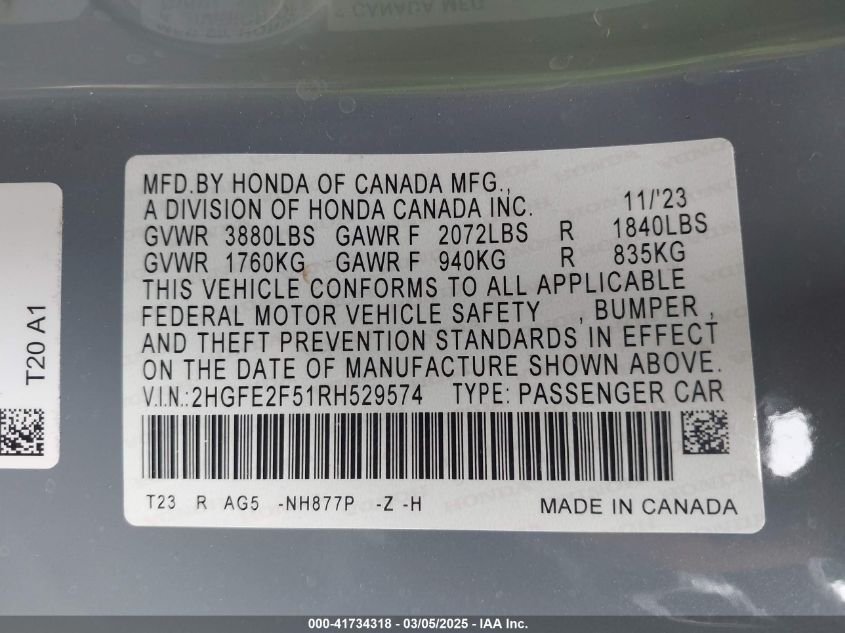 CANADA MFG.
MFD.BY HONDA OF CANADA MFG.,
A DIVISION OF HONDA CANADA INC. 11/'23
GVWR 3880LBS GAWR F 2072LBS R 1840LBS
GVWR 1760KG GAWR F 940KG R 835KG
THIS VEHICLE CONFORMS TO ALL APPLICABLE
FEDERAL MOTOR VEHICLE SAFETY , BUMPER ,
AND THEFT PREVENTION STANDARDS IN EFFECT
ON THE DATE OF MANUFACTURE SHOWN ABOVE.
V.I.N.:2HGFE2F51RH529574 TYPE: PASSENGER CAR
T23 R AG5 -NH877P -Z -H MADE IN CANADA
T20 A1
000-41734318 - 03/05/2025 - IAA Inc.